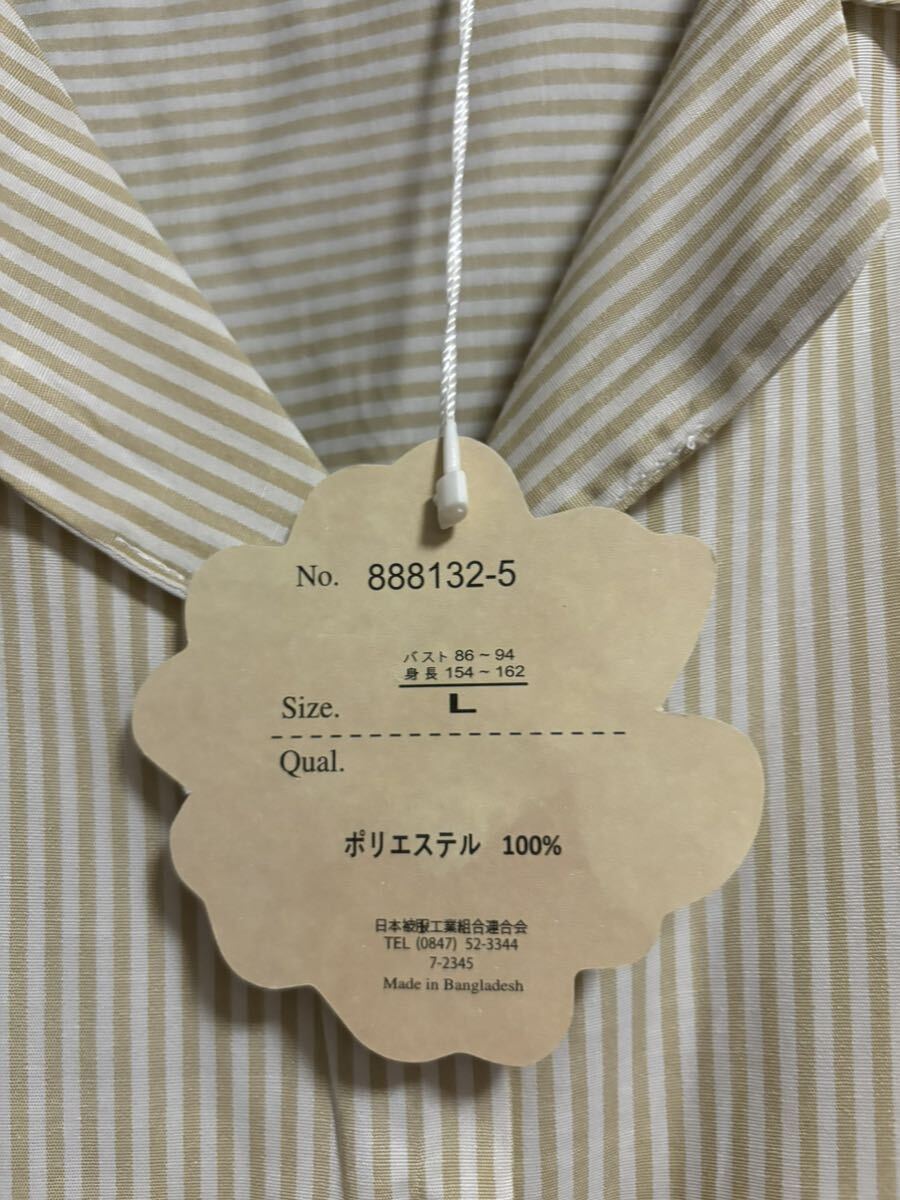 No. 888132-5
バスト 86~94
身長 154~162
Size. L
Qual.
ポリエステル 100%
日本被服工業組合連合会
TEL (0847) 52-3344
7-2345
Made in Bangladesh